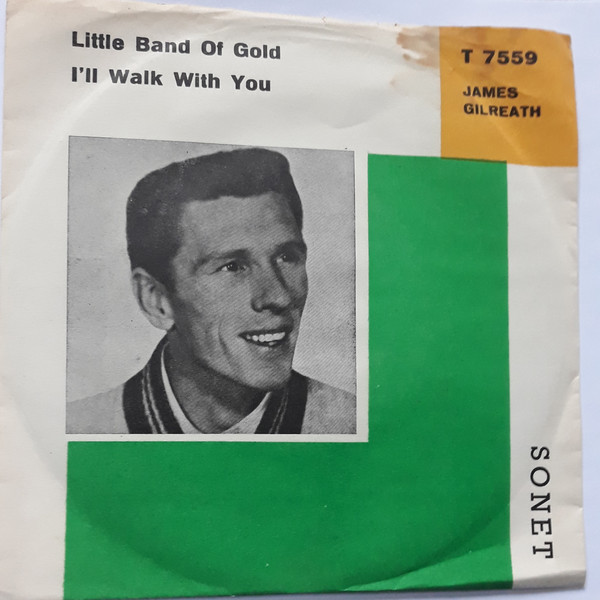 Little Band Of Gold
I'll Walk With You
T 7559
JAMES
GILREATH
SONET